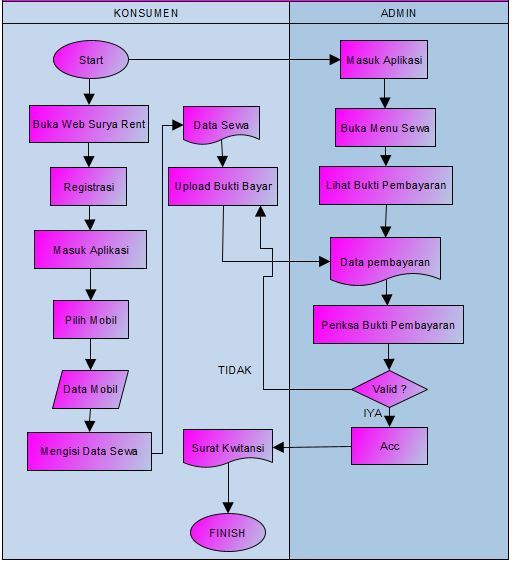 KONSUMEN
ADMIN
Start
Buka Web Surya Rent
Registrasi
Masuk Aplikasi
Pilih Mobil
Data Mobil
Mengisi Data Sewa
Data Sewa
Upload Bukti Bayar
TIDAK
Surat Kwitansi
FINISH
Masuk Aplikasi
Buka Menu Sewa
Lihat Bukti Pembayaran
Data pembayaran
Periksa Bukti Pembayaran
Valid ?
IYA
Acc